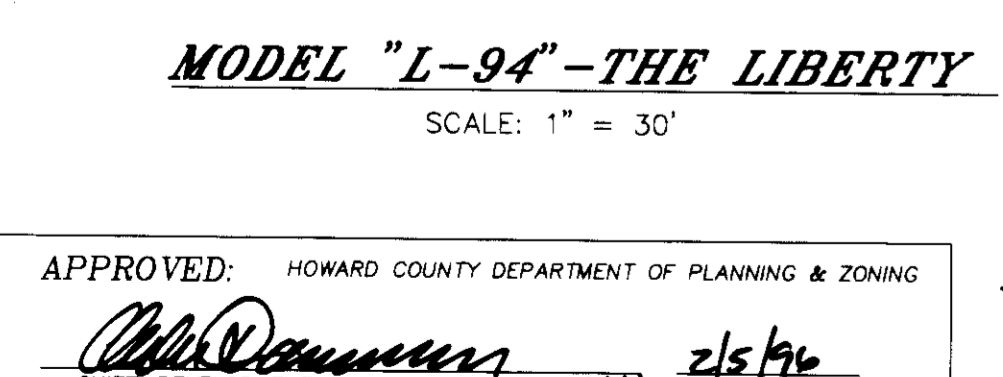 MODEL "L-94"-THE LIBERTY
SCALE: 1" = 30'
APPROVED: HOWARD COUNTY DEPARTMENT OF PLANNING & ZONING
2/5/96